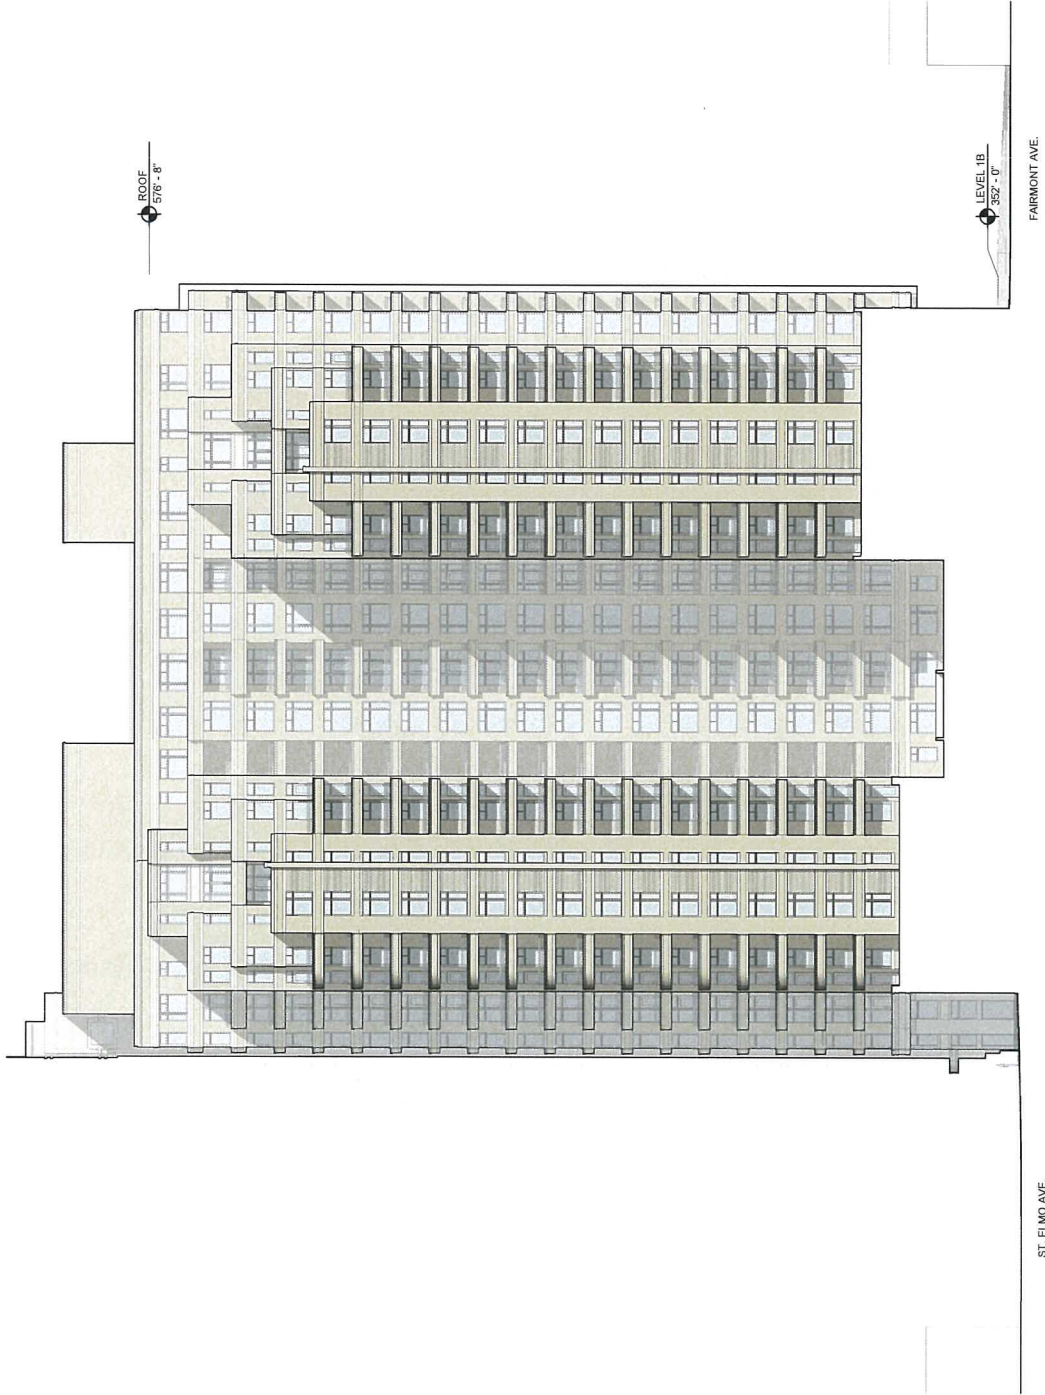 ROOF
576' - 8"
LEVEL 1B
352' - 0"
FAIRMONT AVE.
ST. ELMO AVE.